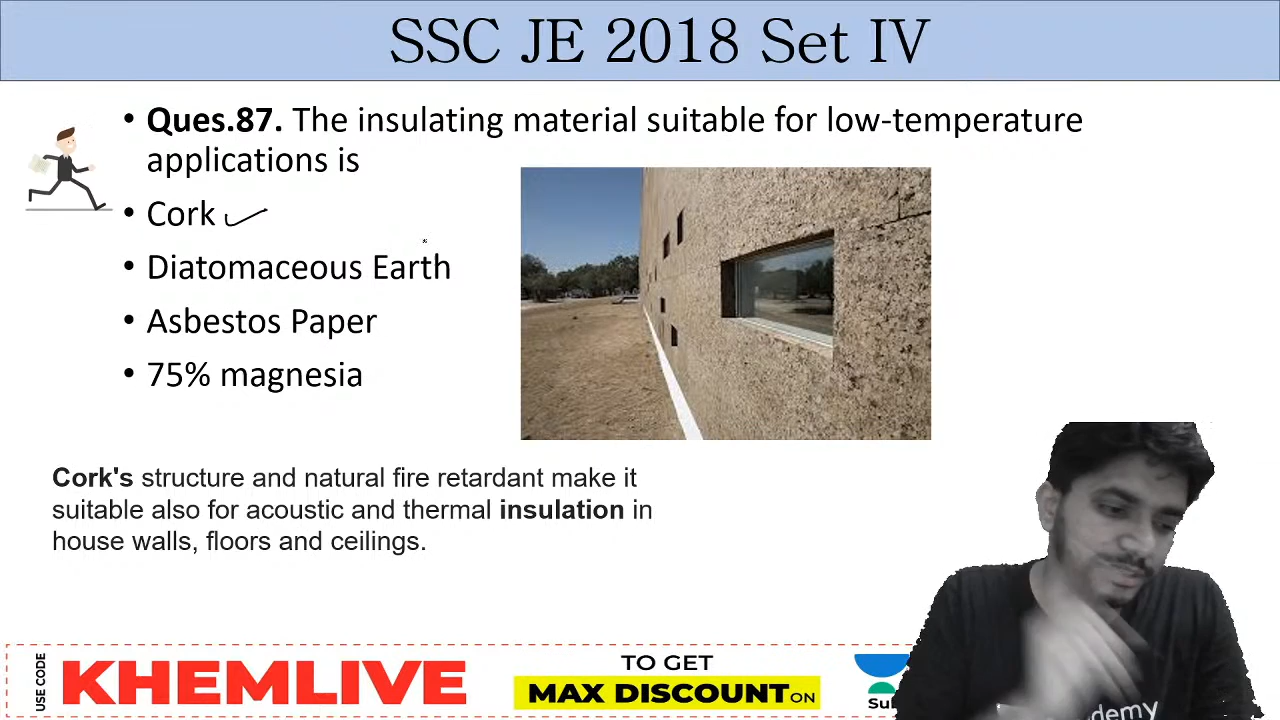 SSC JE 2018 Set IV
• Ques.87. The insulating material suitable for low-temperature
applications is
• Cork
• Diatomaceous Earth
• Asbestos Paper
• 75% magnesia
Cork's structure and natural fire retardant make it
suitable also for acoustic and thermal insulation in
house walls, floors and ceilings.
USE CODE
KHEMLIVE
TO GET
MAX DISCOUNT ON